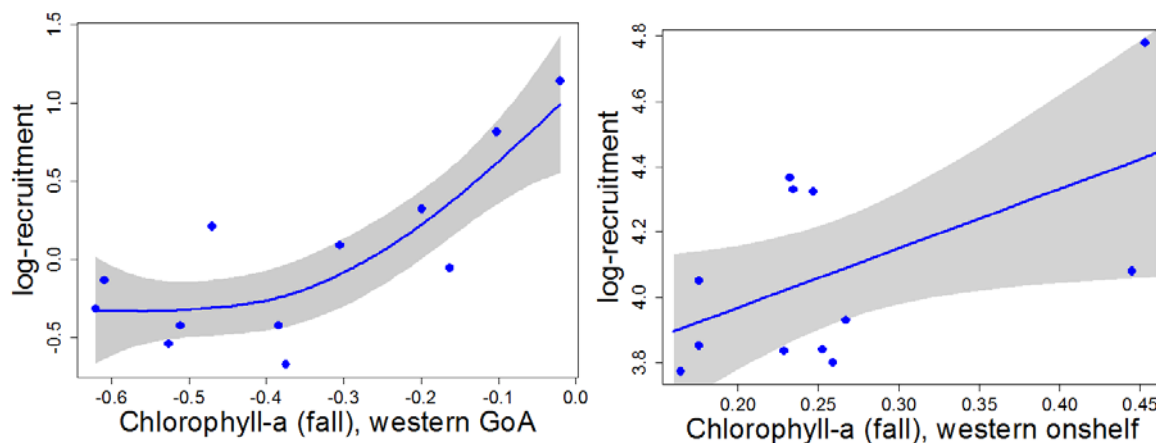 log-recruitment
1.5
1.0
0.5
0.0
-0.5
-0.6 -0.5 -0.4 -0.3 -0.2 -0.1 0.0
Chlorophyll-a (fall), western GoA
log-recruitment
4.8
4.6
4.4
4.2
4.0
3.8
0.20 0.25 0.30 0.35 0.40 0.45
Chlorophyll-a (fall), western onshelf